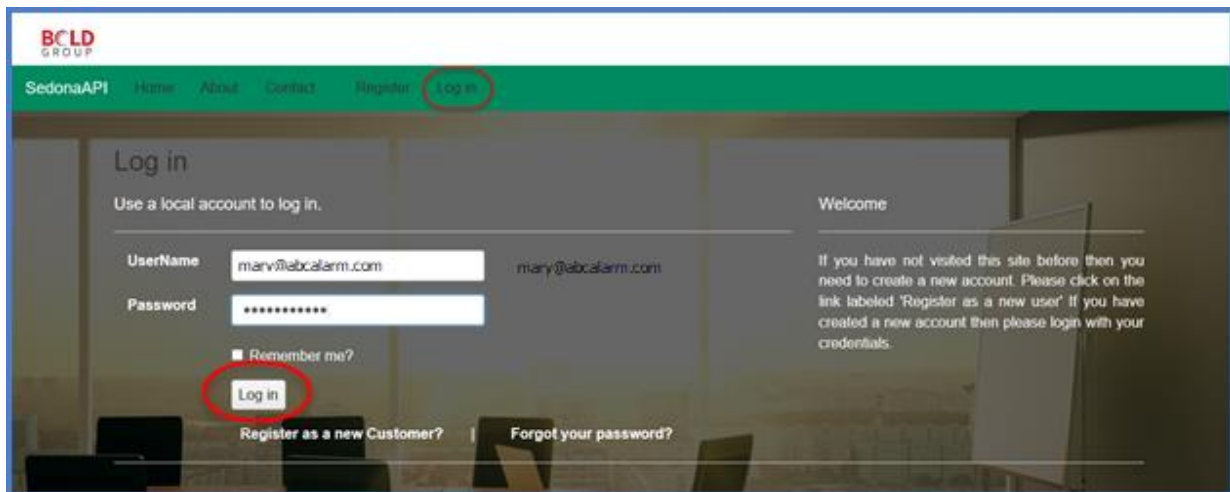 BOLD
GROUP
SedonaAPI Home About Contact Register Log in
Log in
Use a local account to log in.
Welcome
UserName mary@abcalarm.com mary@abcalarm.com
Password •••••••••••
Remember me?
Log in
Register as a new Customer? | Forgot your password?
If you have not visited this site before then you
need to create a new account. Please click on the
link labeled 'Register as a new user' If you have
created a new account then please login with your
credentials.